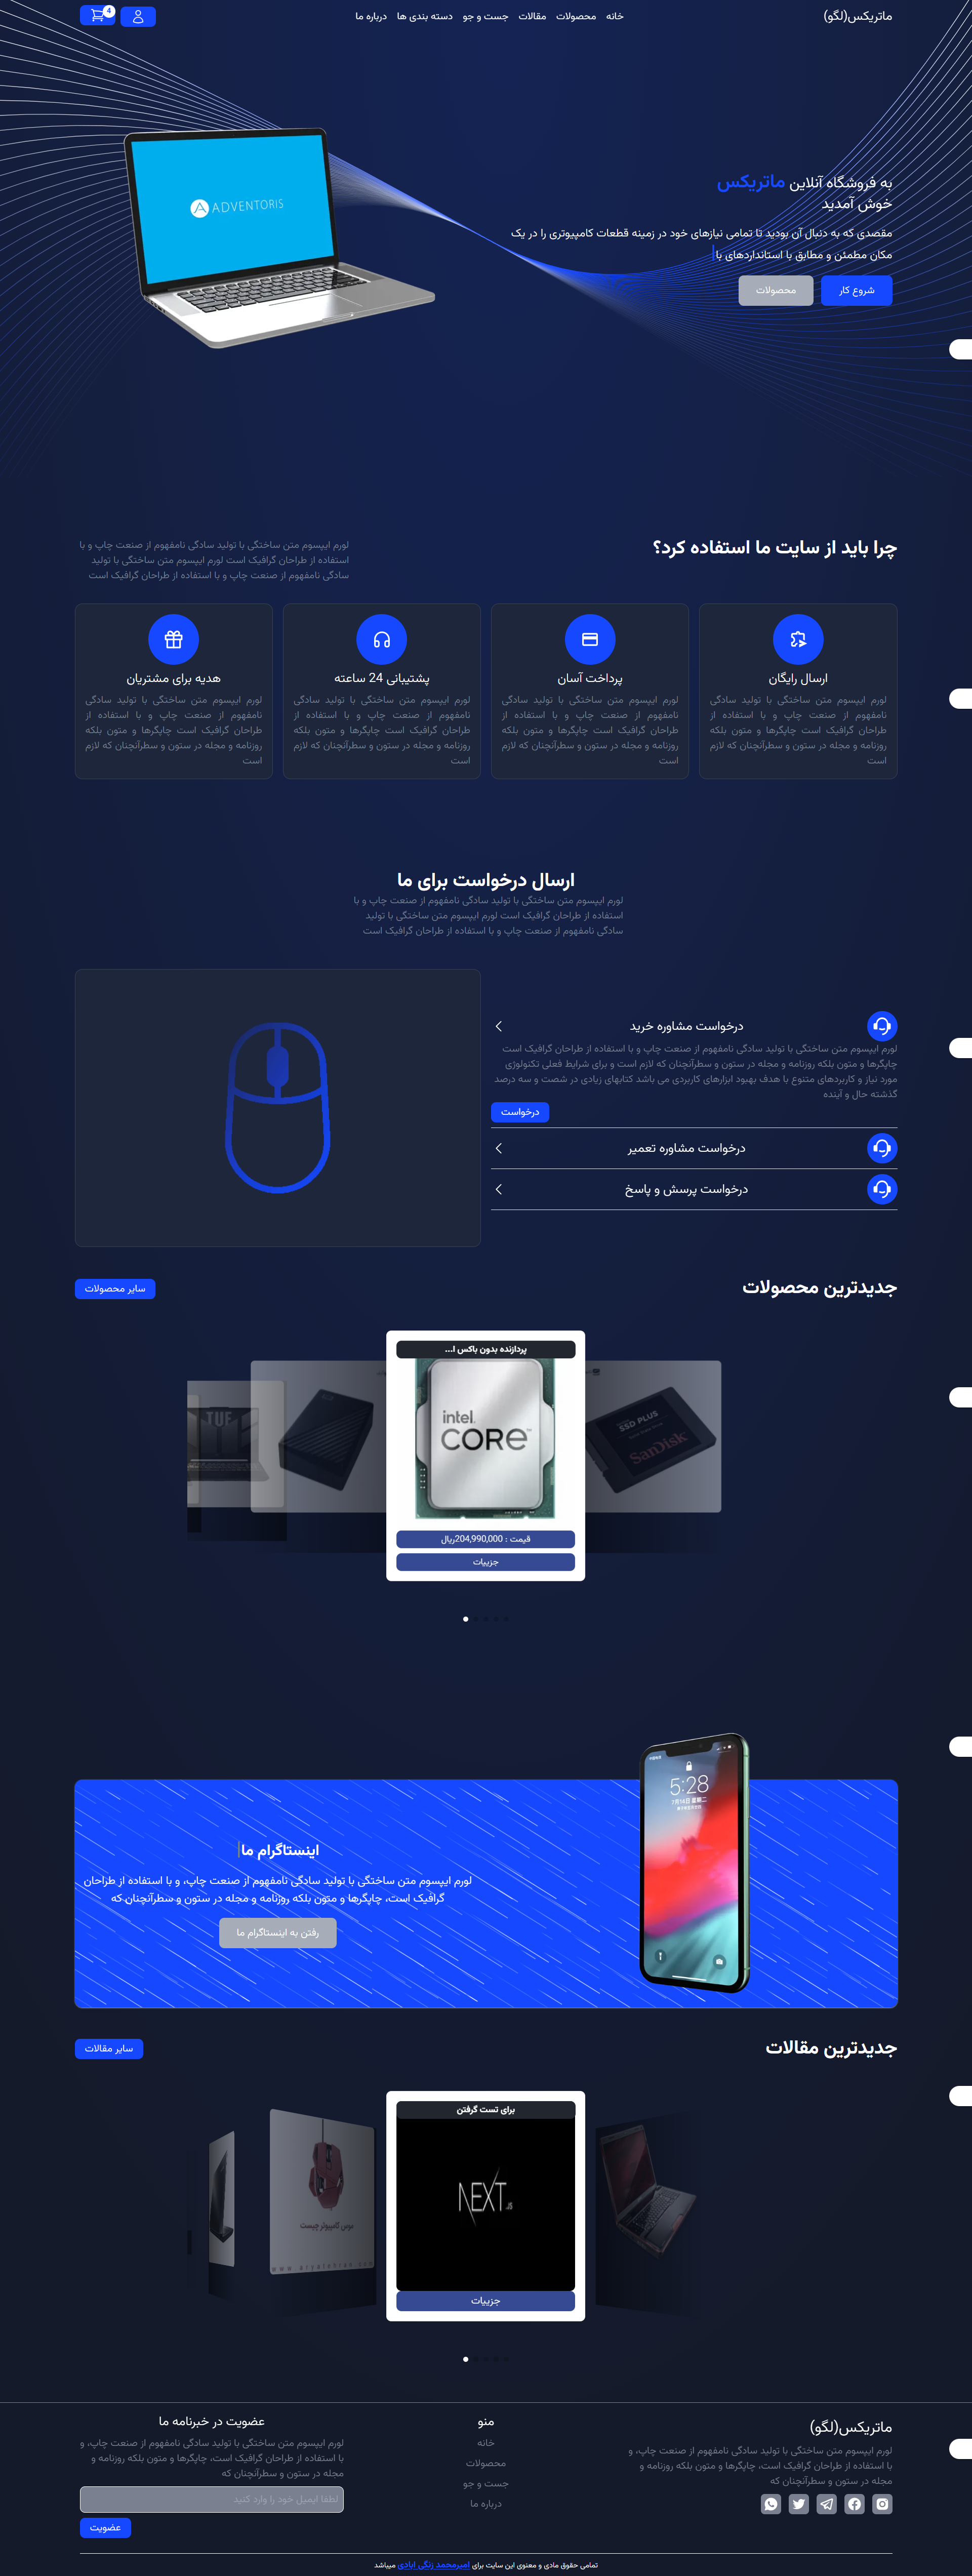 ماتریکس(لگو)
خانه
محصولات
مقالات
جست و جو
دسته بندی ها
درباره ما
4
به فروشگاه آنلاین ماتریکس
خوش آمدید
مقصدی که به دنبال آن بودید تا تمامی نیازهای خود در زمینه قطعات کامپیوتری را در یک
مکان مطمئن و مطابق با استانداردهای با
شروع کار
محصولات
ADVENTORIS
چرا باید از سایت ما استفاده کرد؟
لورم ایپسوم متن ساختگی با تولید سادگی نامفهوم از صنعت چاپ و با
استفاده از طراحان گرافیک است لورم ایپسوم متن ساختگی با تولید
سادگی نامفهوم از صنعت چاپ و با استفاده از طراحان گرافیک است
ارسال رایگان
لورم ایپسوم متن ساختگی با تولید سادگی
نامفهوم از صنعت چاپ و با استفاده از
طراحان گرافیک است چاپگرها و متون بلکه
روزنامه و مجله در ستون و سطرآنچنان که لازم
است
پرداخت آسان
لورم ایپسوم متن ساختگی با تولید سادگی
نامفهوم از صنعت چاپ و با استفاده از
طراحان گرافیک است چاپگرها و متون بلکه
روزنامه و مجله در ستون و سطرآنچنان که لازم
است
پشتیبانی 24 ساعته
لورم ایپسوم متن ساختگی با تولید سادگی
نامفهوم از صنعت چاپ و با استفاده از
طراحان گرافیک است چاپگرها و متون بلکه
روزنامه و مجله در ستون و سطرآنچنان که لازم
است
هدیه برای مشتریان
لورم ایپسوم متن ساختگی با تولید سادگی
نامفهوم از صنعت چاپ و با استفاده از
طراحان گرافیک است چاپگرها و متون بلکه
روزنامه و مجله در ستون و سطرآنچنان که لازم
است
ارسال درخواست برای ما
لورم ایپسوم متن ساختگی با تولید سادگی نامفهوم از صنعت چاپ و با
استفاده از طراحان گرافیک است لورم ایپسوم متن ساختگی با تولید
سادگی نامفهوم از صنعت چاپ و با استفاده از طراحان گرافیک است
درخواست مشاوره خرید
لورم ایپسوم متن ساختگی با تولید سادگی نامفهوم از صنعت چاپ و با استفاده از طراحان گرافیک است
چاپگرها و متون بلکه روزنامه و مجله در ستون و سطرآنچنان که لازم است و برای شرایط فعلی تکنولوژی
مورد نیاز و کاربردهای متنوع با هدف بهبود ابزارهای کاربردی می باشد کتابهای زیادی در شصت و سه درصد
گذشته حال و آینده
درخواست
درخواست مشاوره تعمیر
درخواست پرسش و پاسخ
جدیدترین محصولات
سایر محصولات
پردازنده بدون باکس ا...
intel.
CORE
SSD PLUS
SanDisk
TUF
قیمت : 204,990,000ریال
جزییات
5:28
اینستاگرام ما
لورم ایپسوم متن ساختگی با تولید سادگی نامفهوم از صنعت چاپ، و با استفاده از طراحان
گرافیک است، چاپگرها و متون بلکه روزنامه و مجله در ستون و سطرآنچنان که
رفتن به اینستاگرام ما
جدیدترین مقالات
سایر مقالات
برای تست گرفتن
NEXT.JS
موس کامپیوتر چیست
جزییات
ماتریکس(لگو)
لورم ایپسوم متن ساختگی با تولید سادگی نامفهوم از صنعت چاپ، و
با استفاده از طراحان گرافیک است، چاپگرها و متون بلکه روزنامه و
مجله در ستون و سطرآنچنان که
منو
خانه
محصولات
جست و جو
درباره ما
عضویت در خبرنامه ما
لورم ایپسوم متن ساختگی با تولید سادگی نامفهوم از صنعت چاپ، و
با استفاده از طراحان گرافیک است، چاپگرها و متون بلکه روزنامه و
مجله در ستون و سطرآنچنان که
لطفا ایمیل خود را وارد کنید
عضویت
تمامی حقوق مادی و معنوی این سایت برای امیرمحمد زنگی ابادی میباشد